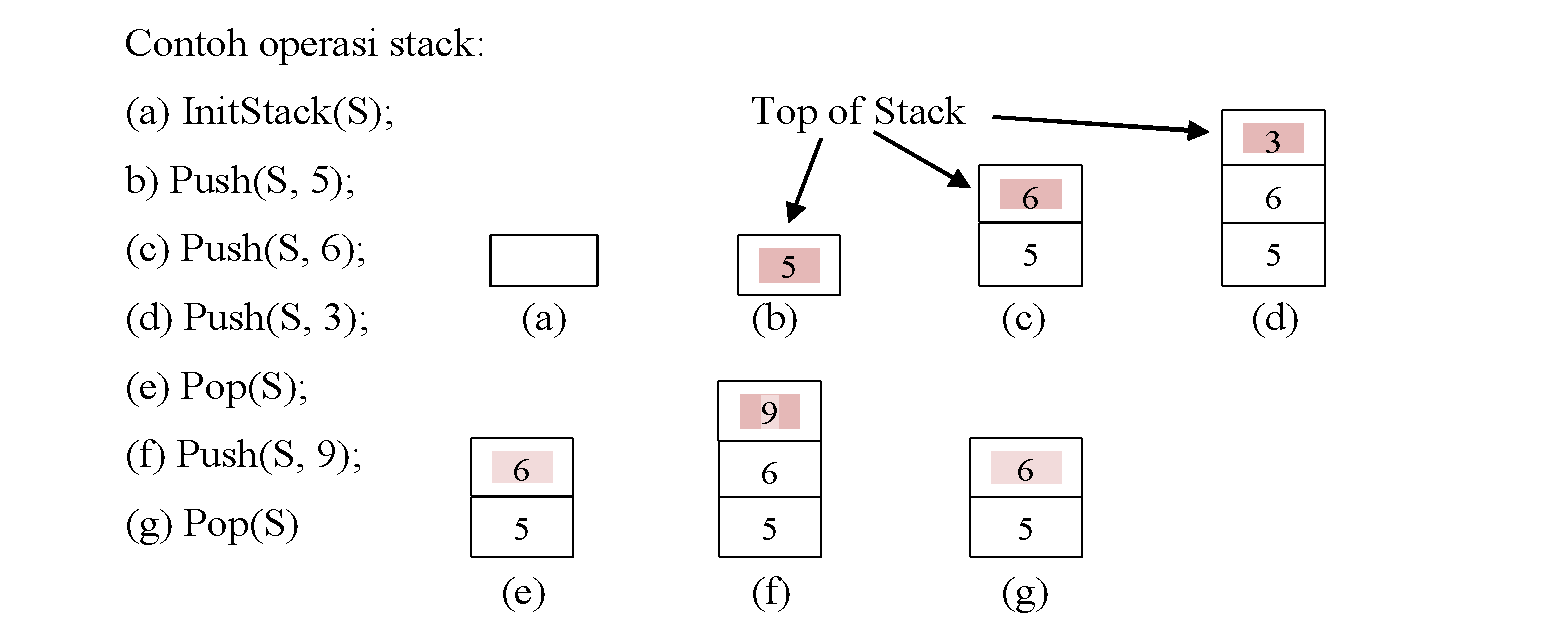 Contoh operasi stack:
(a) InitStack(S);
b) Push(S, 5);
(c) Push(S, 6);
(d) Push(S, 3);
(e) Pop(S);
(f) Push(S, 9);
(g) Pop(S)
Top of Stack
(a)
5
(b)
6
5
(c)
3
6
5
(d)
6
5
(e)
9
6
5
(f)
6
5
(g)